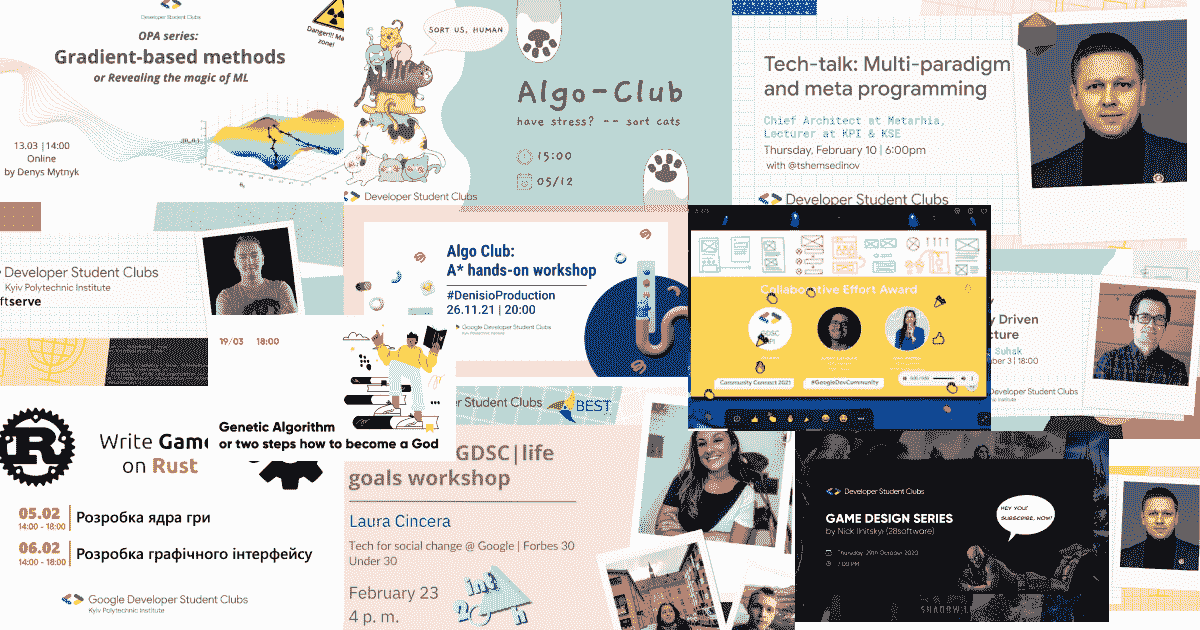 Developer Student Clubs
OPA series:
Gradient-based methods
or Revealing the magic of ML
Danger!!!
zone!
13.03 | 14:00
Online
by Denys Mytnyk
SORT US, HUMAN
Algo-Club
have stress? -- sort cats
15:00
05/12
Developer Student Clubs
Tech-talk: Multi-paradigm
and meta programming
Chief Architect at Metarhia,
Lecturer at KPI & KSE
Thursday, February 10 | 6:00pm
with @tshemsedinov
Developer Student Clubs
Developer Student Clubs
Kyiv Polytechnic Institute
ftserve
19/03 18:00
Algo Club:
A* hands-on workshop
#DenisioProduction
26.11.21 | 20:00
Google Developer Student Clubs
Collaborative Effort Award
GDSC
KPI
Community Connect 2021
#GoogleDevCommunity
y Driven
cture
Suhak
ber 3 | 18:00
Developer Student Clubs
Genetic Algorithm
or two steps how to become a God
R
Write Game
on Rust
05.02
14:00 - 18:00
Розробка ядра гри
06.02
14:00 - 18:00
Розробка графічного інтерфейсу
Google Developer Student Clubs
Kyiv Polytechnic Institute
er Student Clubs
BEST
GDSC|life
goals workshop
Laura Cincera
Tech for social change @ Google | Forbes 30
Under 30
February 23
4 p. m.
int
20
Developer Student Clubs
GAME DESIGN SERIES
by Nick Ilnitskyi (28software)
Thursday, 29th October 2020
7:00 PM
HEY YOU!
SUBSCRIBE, NOW!
SHADOW